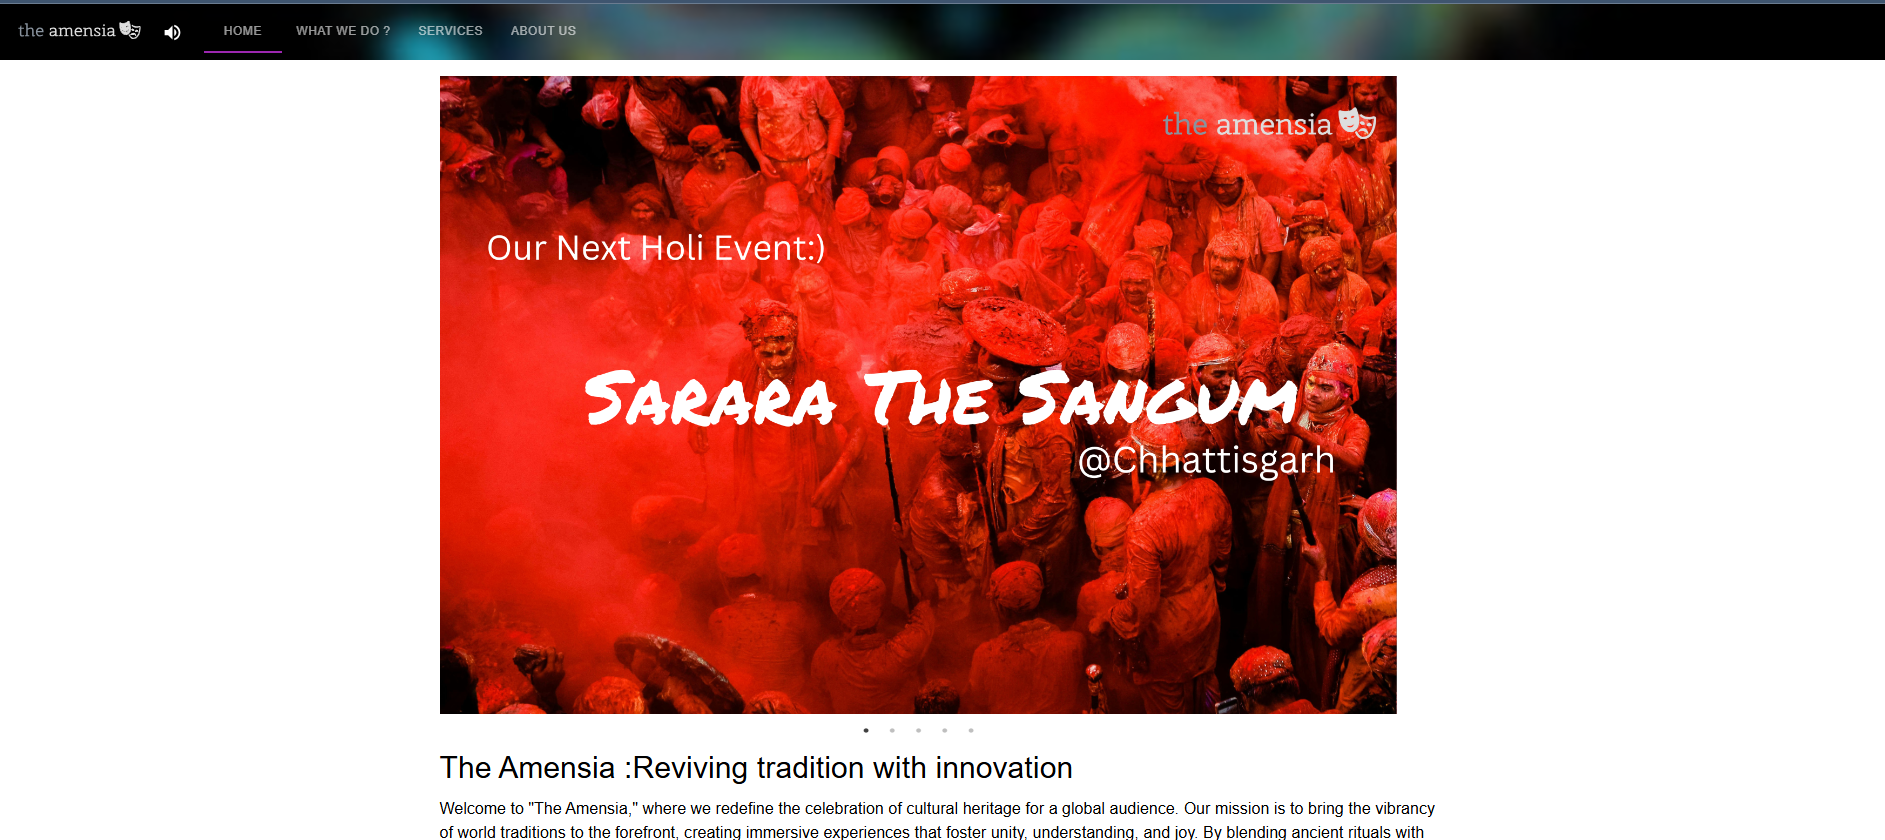 the amensia
HOME
WHAT WE DO ?
SERVICES
ABOUT US
the amensia
Our Next Holi Event:)
SARARA THE SANGUM
@Chhattisgarh
The Amensia :Reviving tradition with innovation
Welcome to "The Amensia," where we redefine the celebration of cultural heritage for a global audience. Our mission is to bring the vibrancy
of world traditions to the forefront, creating immersive experiences that foster unity, understanding, and joy. By blending ancient rituals with